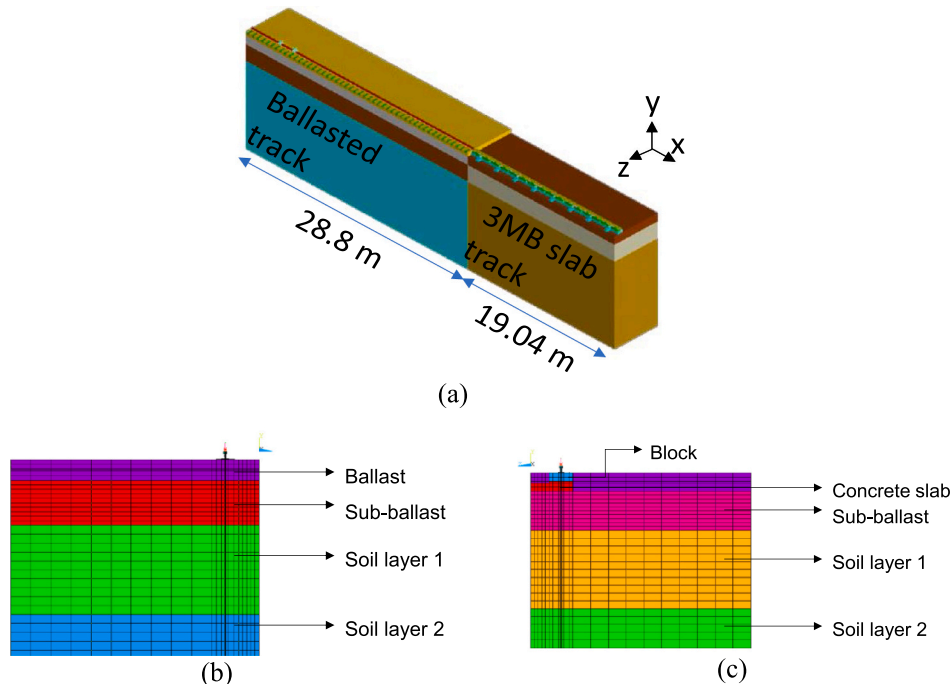 Ballasted
track
y
x
z
28.8 m
3MB slab
track
19.04 m
(a)
Block
Ballast
Concrete slab
Sub-ballast
Sub-ballast
Soil layer 1
Soil layer 1
Soil layer 2
Soil layer 2
(b)
(c)